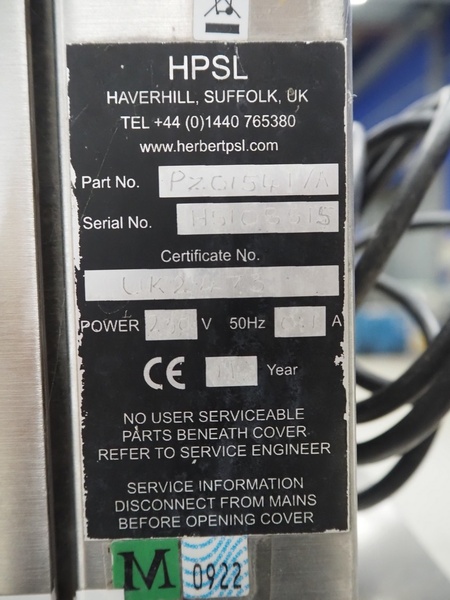 HPSL
HAVERHILL, SUFFOLK, UK
TEL +44 (0)1440 765380
www.herbertpsl.com
Part No.
Serial No.
Certificate No.
POWER V 50Hz A
CE Year
NO USER SERVICEABLE
PARTS BENEATH COVER
REFER TO SERVICE ENGINEER
SERVICE INFORMATION
DISCONNECT FROM MAINS
BEFORE OPENING COVER
M 0922